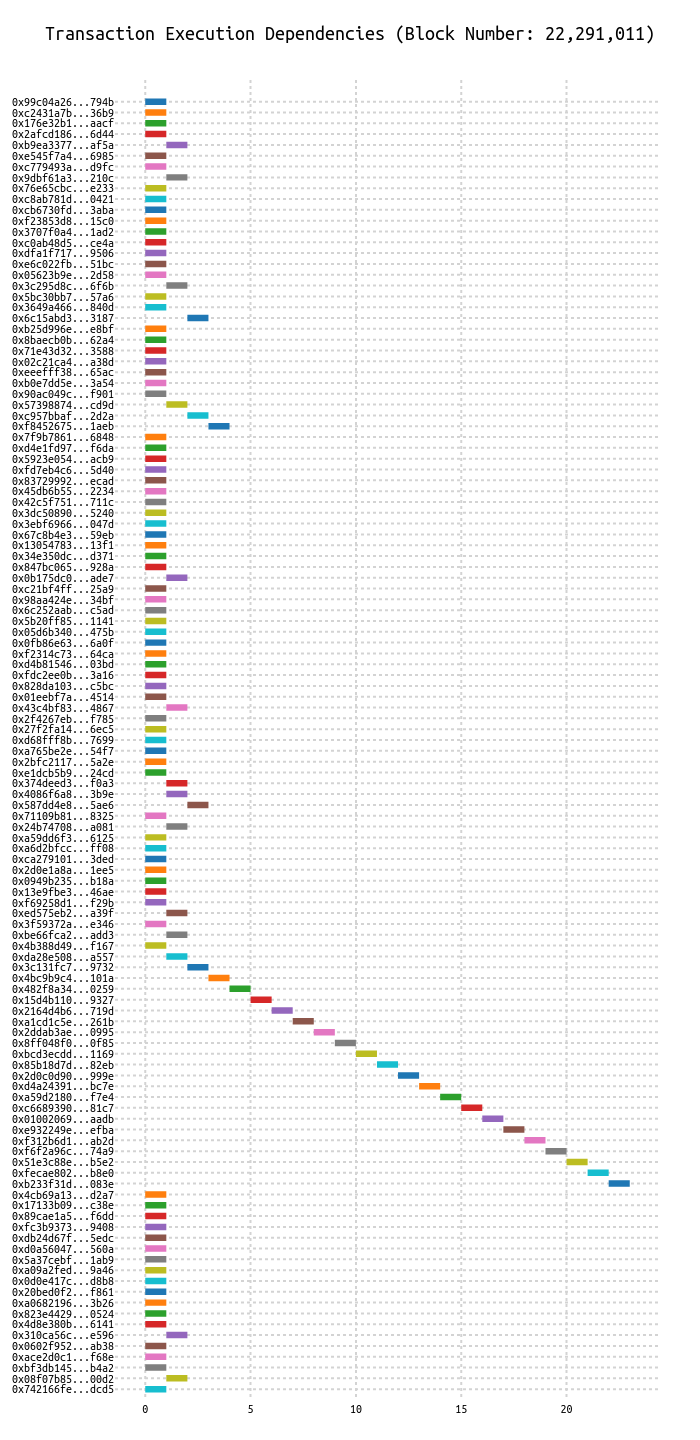 Transaction Execution Dependencies (Block Number: 22,291,011)
0x99c04a26...794b
0xc2431a7b...36b9
0x176e32b1...aacf
0x2afcd186...6d44
0xb9ea3377...af5a
0xe545f7a4...6985
0xc779493a...d9fc
0x9dbf61a3...210c
0x76e65cbc...e233
0xc8ab781d...0421
0xcb6730fd...3aba
0xf23853d8...15c0
0x3707f0a4...1ad2
0xc0ab48d5...ce4a
0xdfa1f717...9506
0xe6c022fb...51bc
0x05623b9e...2d58
0x3c295d8c...6f6b
0x5bc30bb7...57a6
0x3649a466...840d
0x6c15abd3...3187
0xb25d996e...e8bf
0x8baecb0b...62a4
0x71e43d32...3588
0x02c21ca4...a38d
0xeeefff38...65ac
0xb0e7dd5e...3a54
0x90ac049c...f901
0x57398874...cd9d
0xc957bbaf...2d2a
0xf8452675...1aeb
0x7f9b7861...6848
0xd4e1fd97...f6da
0x5923e054...acb9
0xfd7eb4c6...5d40
0x83729992...ecad
0x45db6b55...2234
0x42c5f751...711c
0x3dc50890...5240
0x3ebf6966...047d
0x67c8b4e3...59eb
0x13054783...13f1
0x34e350dc...d371
0x847bc065...928a
0x0b175dc0...ade7
0xc21bf4ff...25a9
0x98aa424e...34bf
0x6c252aab...c5ad
0x5b20ff85...1141
0x05d6b340...475b
0x0fb86e63...6a0f
0xf2314c73...64ca
0xd4b81546...03bd
0xfdc2ee0b...3a16
0x828da103...c5bc
0x01eebf7a...4514
0x43c4bf83...4867
0x2f4267eb...f785
0x27f2fa14...6ec5
0xd68fff8b...7699
0xa765be2e...54f7
0x2bfc2117...5a2e
0xe1dcb5b9...24cd
0x374deed3...f0a3
0x4086f6a8...3b9e
0x587dd4e8...5ae6
0x71109b81...8325
0x24b74708...a081
0xa59dd6f3...6125
0xa6d2bfcc...ff08
0xca279101...3ded
0x2d0e1a8a...1ee5
0x0949b235...b18a
0x13e9fbe3...46ae
0xf69258d1...f29b
0xed575eb2...a39f
0x3f59372a...e346
0xbe66fca2...add3
0x4b388d49...f167
0xda28e508...a557
0x3c131fc7...9732
0x4bc9b9c4...101a
0x482f8a34...0259
0x15d4b110...9327
0x2164d4b6...719d
0xa1cd1c5e...261b
0x2ddab3ae...0995
0x8ff048f0...0f85
0xbcd3ecdd...1169
0x85b18d7d...82eb
0x2d0c0d90...999e
0xd4a24391...bc7e
0xa59d2180...f7e4
0xc6689390...81c7
0x01002069...aadb
0xe932249e...efba
0xf312b6d1...ab2d
0xf6f2a96c...74a9
0x51e3c88e...b5e2
0xfecae802...b8e0
0xb233f31d...083e
0x4cb69a13...d2a7
0x17133b09...c38e
0x89cae1a5...f6dd
0xfc3b9373...9408
0xdb24d67f...5edc
0xd0a56047...560a
0x5a37cebf...1ab9
0xa09a2fed...9a46
0x0d0e417c...d8b8
0x20bed0f2...f861
0xa0682196...3b26
0x823e4429...0524
0x4d8e380b...6141
0x310ca56c...e596
0x0602f952...ab38
0xace2d0c1...f68e
0xbf3db145...b4a2
0x08f07b85...00d2
0x742166fe...dcd5
0 5 10 15 20